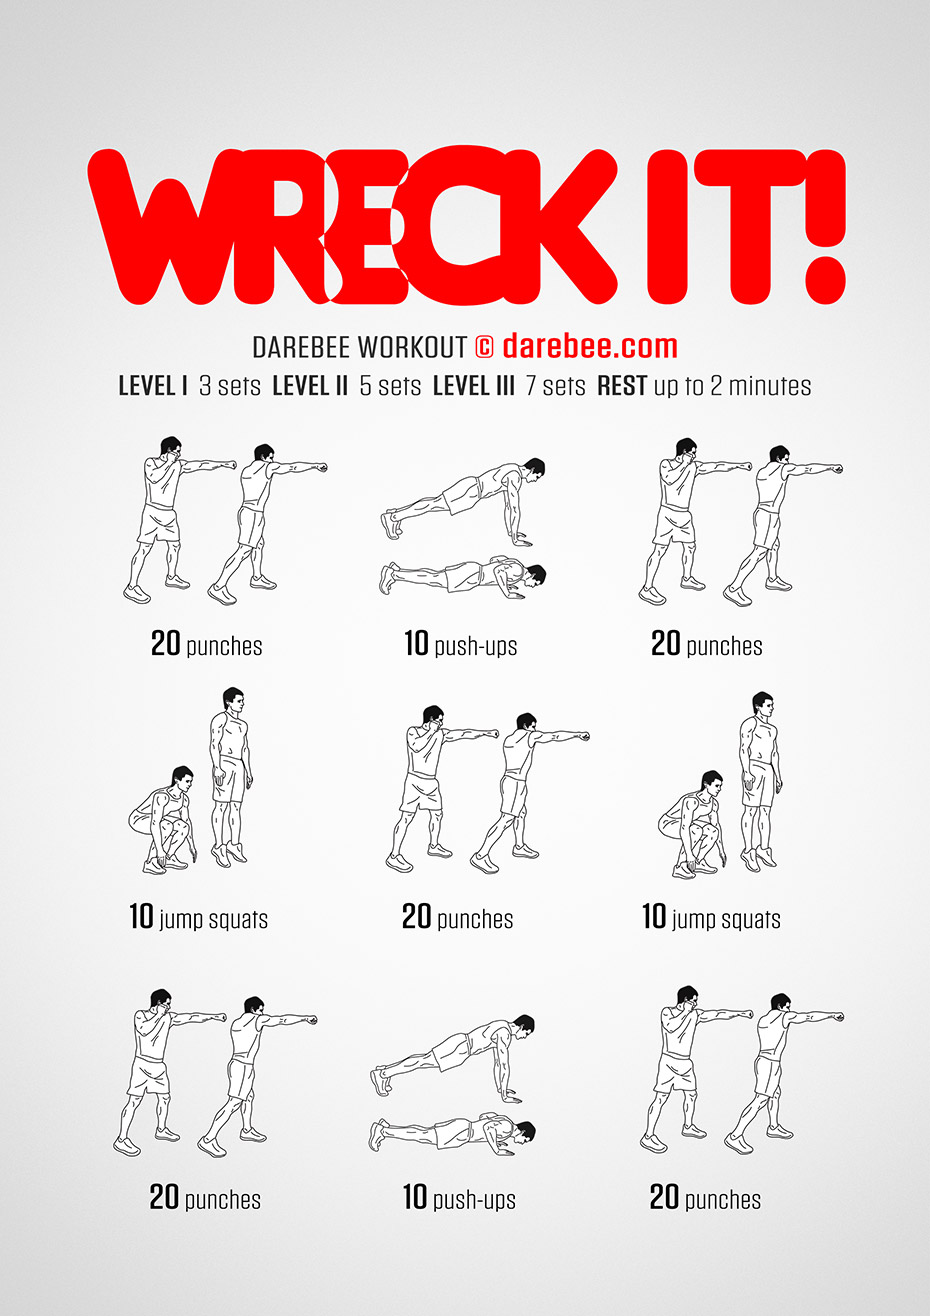 WRECK IT!
DAREBEE WORKOUT © darebee.com
LEVEL I 3 sets LEVEL II 5 sets LEVEL III 7 sets REST up to 2 minutes
20 punches
10 push-ups
20 punches
10 jump squats
20 punches
10 jump squats
20 punches
10 push-ups
20 punches